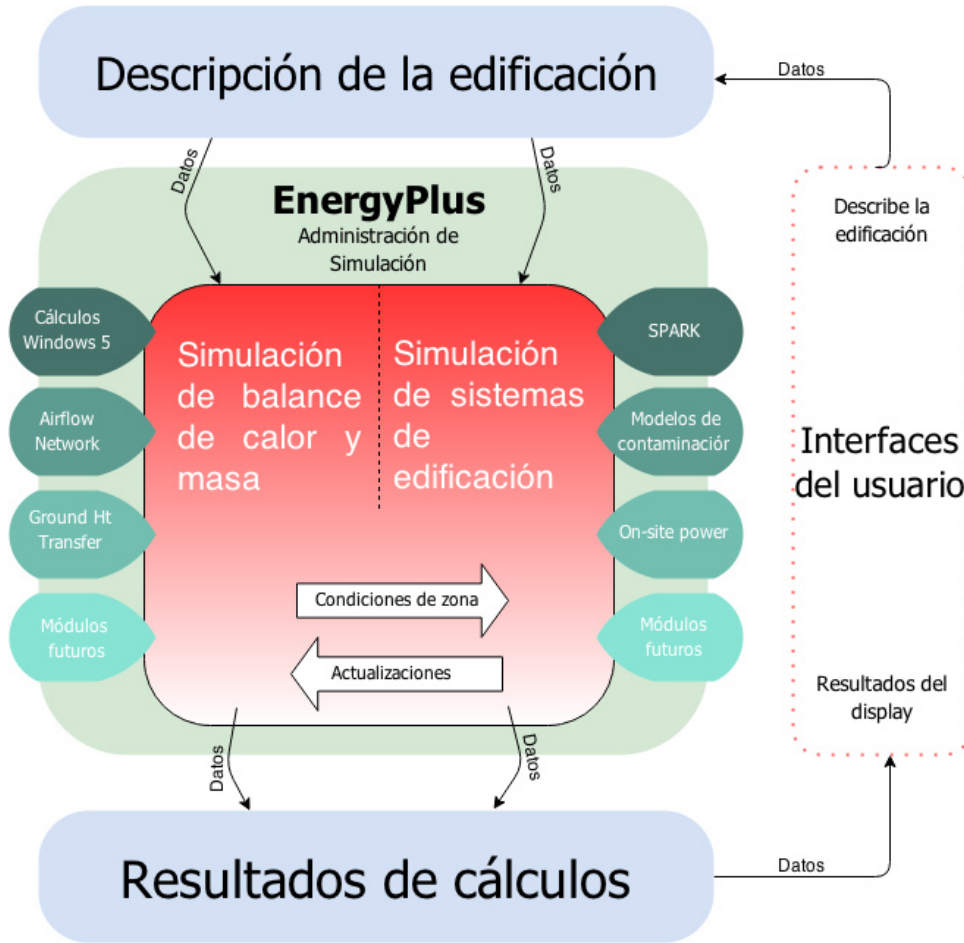 Descripción de la edificación
Datos
Datos
Datos
EnergyPlus
Administración de
Simulación
Describe la
edificación
Cálculos
Windows 5
Airflow
Network
Ground Ht
Transfer
Módulos
futuros
Simulación
de balance
de calor y
masa
Simulación
de sistemas
de
edificación
SPARK
Modelos de
contaminaciór
On-site power
Módulos
futuros
Interfaces
del usuario
Condiciones de zona
Actualizaciones
Resultados del
display
Datos
Datos
Resultados de cálculos
Datos